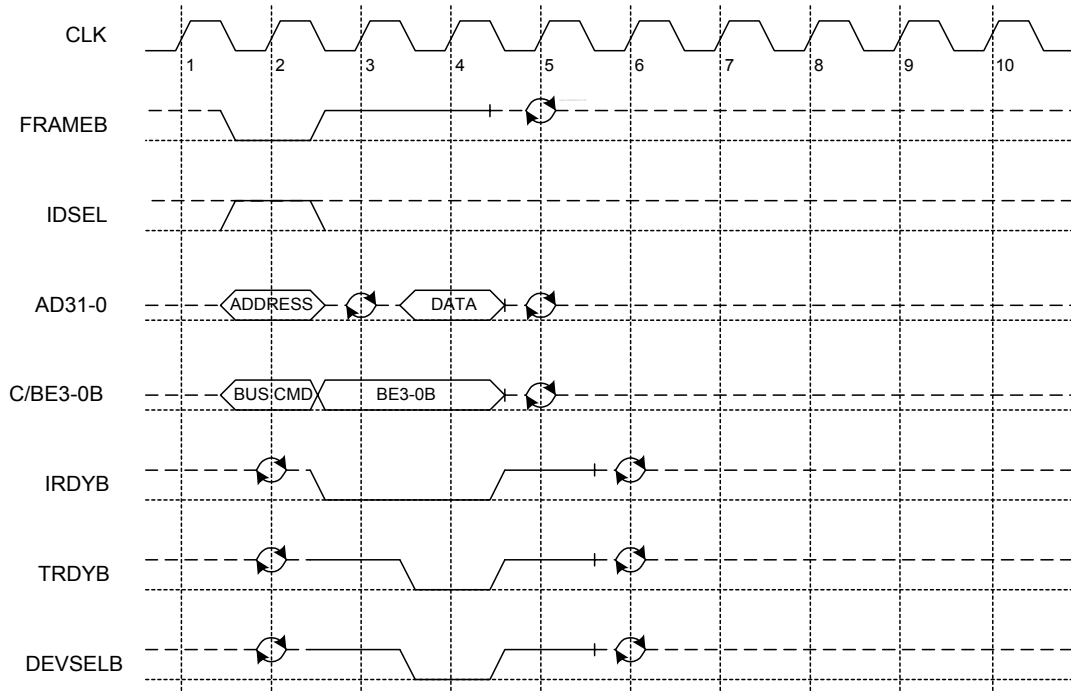 CLK
1 2 3 4 5 6 7 8 9 10
FRAMEB
IDSEL
AD31-0 ADDRESS DATA
C/BE3-0B BUS CMD BE3-0B
IRDYB
TRDYB
DEVSELB